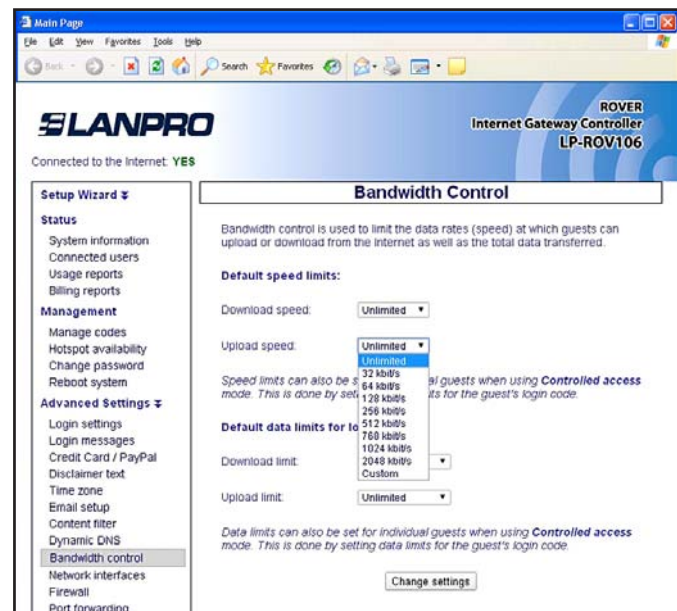 Main Page
File Edit View Favorites Tools Help
Back Search Favorites
LANPRO
ROVER
Internet Gateway Controller
LP-ROV106
Connected to the Internet: YES
Setup Wizard
Status
System information
Connected users
Usage reports
Billing reports
Management
Manage codes
Hotspot availability
Change password
Reboot system
Advanced Settings
Login settings
Login messages
Credit Card / PayPal
Disclaimer text
Time zone
Email setup
Content filter
Dynamic DNS
Bandwidth control
Network interfaces
Firewall
Port forwarding
Bandwidth Control
Bandwidth control is used to limit the data rates (speed) at which guests can
upload or download from the Internet as well as the total data transferred.
Default speed limits:
Download speed: Unlimited
Upload speed: Unlimited
Unlimited
32 kbit/s
64 kbit/s
128 kbit/s
256 kbit/s
512 kbit/s
768 kbit/s
1024 kbit/s
2048 kbit/s
Custom
Speed limits can also be s al guests when using Controlled access
mode. This is done by set ts for the guest's login code.
Default data limits for lo
Download limit:
Upload limit: Unlimited
Data limits can also be set for individual guests when using Controlled access
mode. This is done by setting data limits for the guest's login code.
Change settings